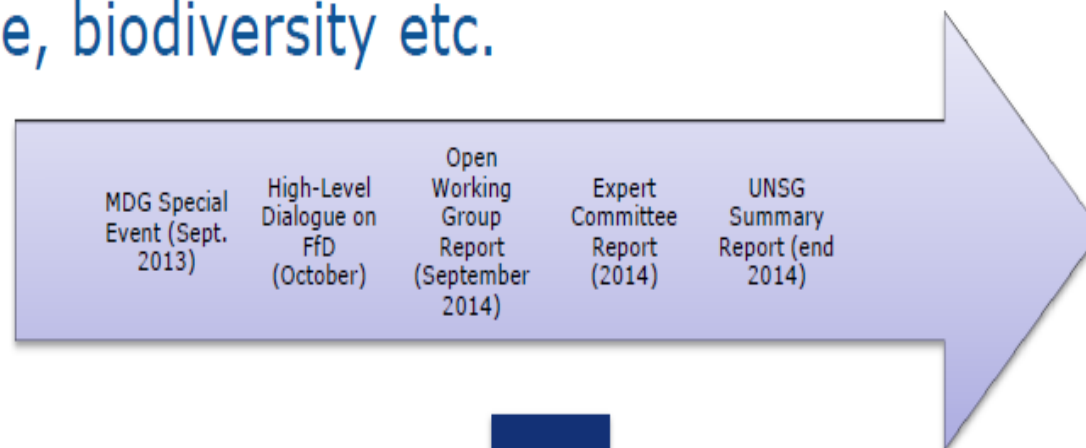 e, biodiversity etc.
MDG Special
Event (Sept.
2013)
High-Level
Dialogue on
FfD
(October)
Open
Working
Group
Report
(September
2014)
Expert
Committee
Report
(2014)
UNSG
Summary
Report (end
2014)